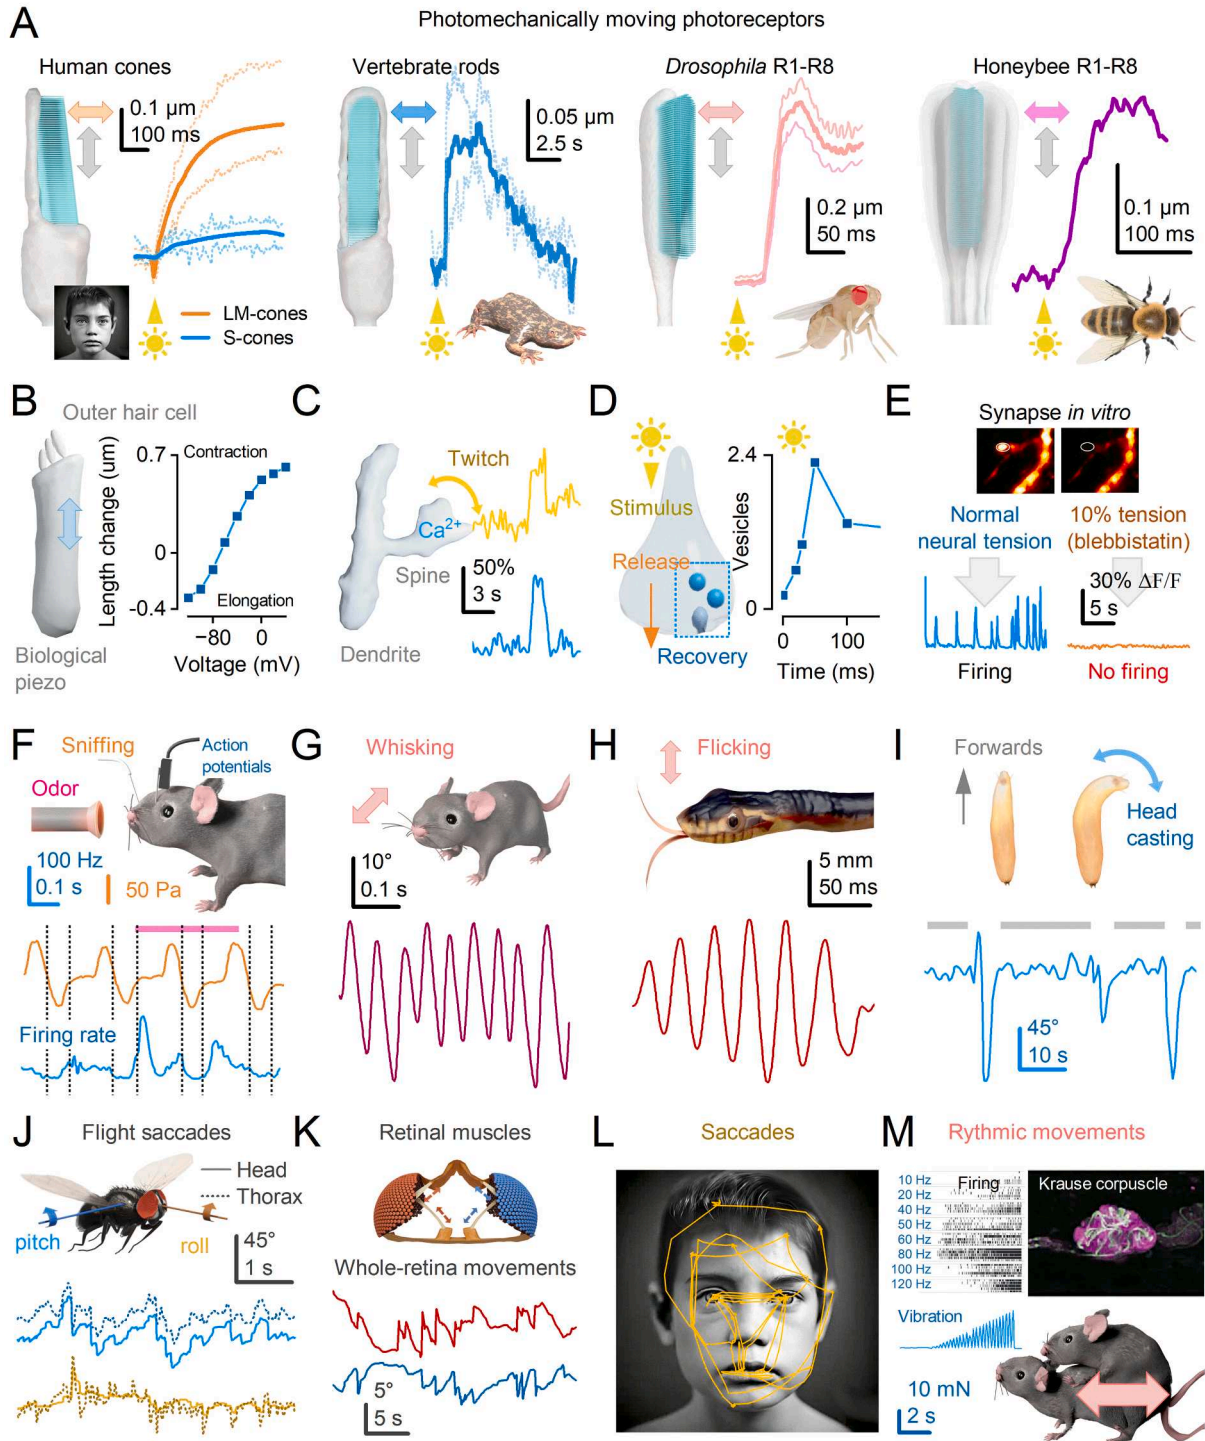 A
Photomechanically moving photoreceptors
Human cones
0.1 µm
100 ms
LM-cones
S-cones
Vertebrate rods
0.05 µm
2.5 s
Drosophila R1-R8
0.2 µm
50 ms
Honeybee R1-R8
0.1 µm
100 ms
B
Outer hair cell
Length change (um)
0.7
0
-0.4
Contraction
Elongation
−80
0
Voltage (mV)
Biological
piezo
C
Twitch
Ca2+
Spine
50%
3 s
Dendrite
D
Stimulus
Release
Recovery
Vesicles
2.4
0
0
100
Time (ms)
E
Synapse in vitro
Normal
neural tension
10% tension
(blebbistatin)
30% ΔF/F
5 s
Firing
No firing
F
Sniffing
Action
potentials
Odor
100 Hz
0.1 s
50 Pa
Firing rate
G
Whisking
10°
0.1 s
H
Flicking
5 mm
50 ms
I
Forwards
Head
casting
45°
10 s
J
Flight saccades
Head
Thorax
pitch
roll
45°
1 s
K
Retinal muscles
Whole-retina movements
5°
5 s
L
Saccades
M
Rythmic movements
Firing
10 Hz
20 Hz
40 Hz
50 Hz
60 Hz
80 Hz
100 Hz
120 Hz
Krause corpuscle
Vibration
10 mN
2 s